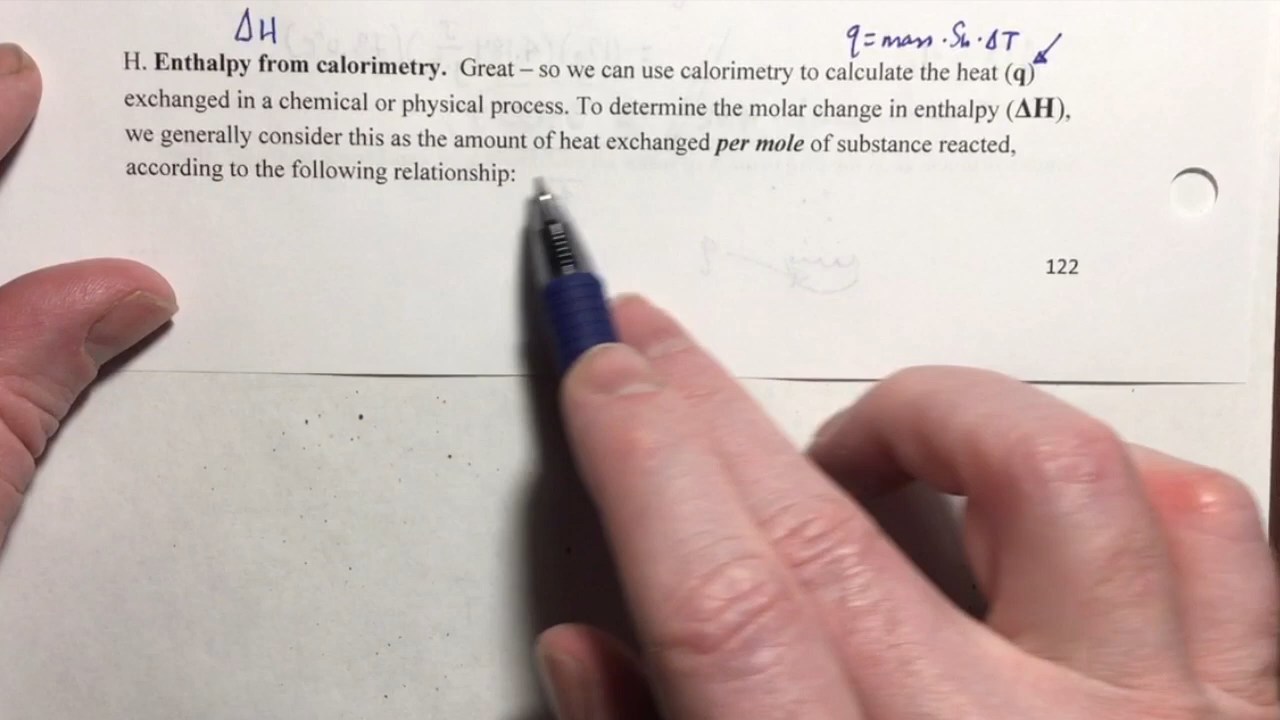 ΔH
q = mass · Sh · ΔT
H. Enthalpy from calorimetry. Great – so we can use calorimetry to calculate the heat (q)
exchanged in a chemical or physical process. To determine the molar change in enthalpy (ΔH),
we generally consider this as the amount of heat exchanged per mole of substance reacted,
according to the following relationship:
122